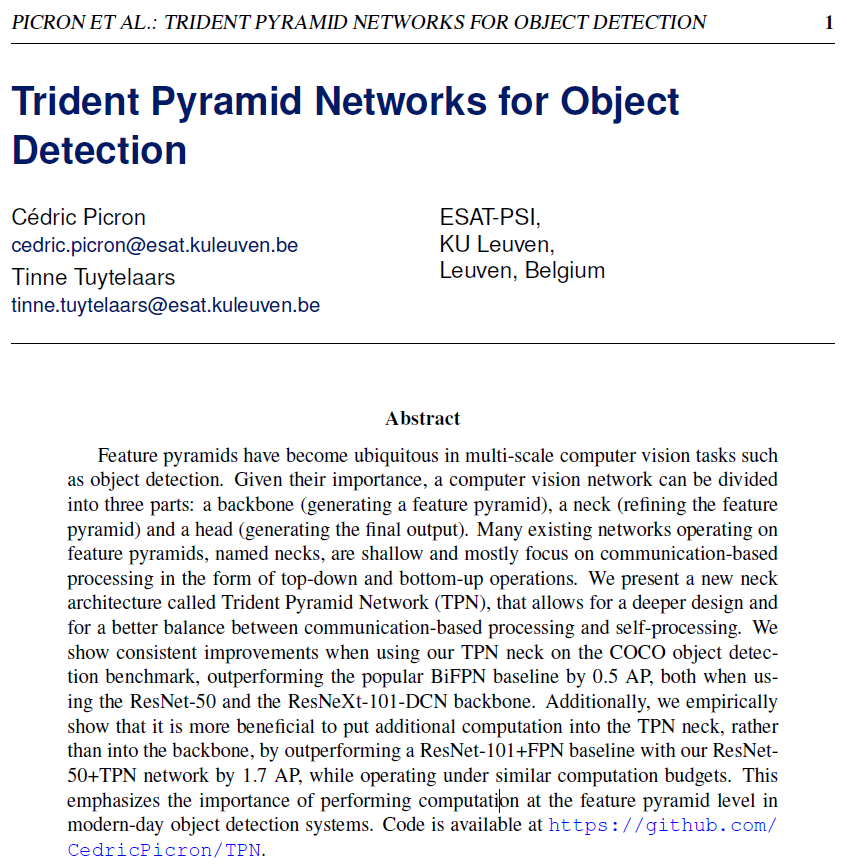 PICRON ET AL.: TRIDENT PYRAMID NETWORKS FOR OBJECT DETECTION 1
Trident Pyramid Networks for Object
Detection
Cédric Picron
cedric.picron@esat.kuleuven.be
Tinne Tuytelaars
tinne.tuytelaars@esat.kuleuven.be
ESAT-PSI,
KU Leuven,
Leuven, Belgium
Abstract
Feature pyramids have become ubiquitous in multi-scale computer vision tasks such
as object detection. Given their importance, a computer vision network can be divided
into three parts: a backbone (generating a feature pyramid), a neck (refining the feature
pyramid) and a head (generating the final output). Many existing networks operating on
feature pyramids, named necks, are shallow and mostly focus on communication-based
processing in the form of top-down and bottom-up operations. We present a new neck
architecture called Trident Pyramid Network (TPN), that allows for a deeper design and
for a better balance between communication-based processing and self-processing. We
show consistent improvements when using our TPN neck on the COCO object detec-
tion benchmark, outperforming the popular BiFPN baseline by 0.5 AP, both when us-
ing the ResNet-50 and the ResNeXt-101-DCN backbone. Additionally, we empirically
show that it is more beneficial to put additional computation into the TPN neck, rather
than into the backbone, by outperforming a ResNet-101+FPN baseline with our ResNet-
50+TPN network by 1.7 AP, while operating under similar computation budgets. This
emphasizes the importance of performing computation at the feature pyramid level in
modern-day object detection systems. Code is available at https://github.com/
CedricPicron/TPN.